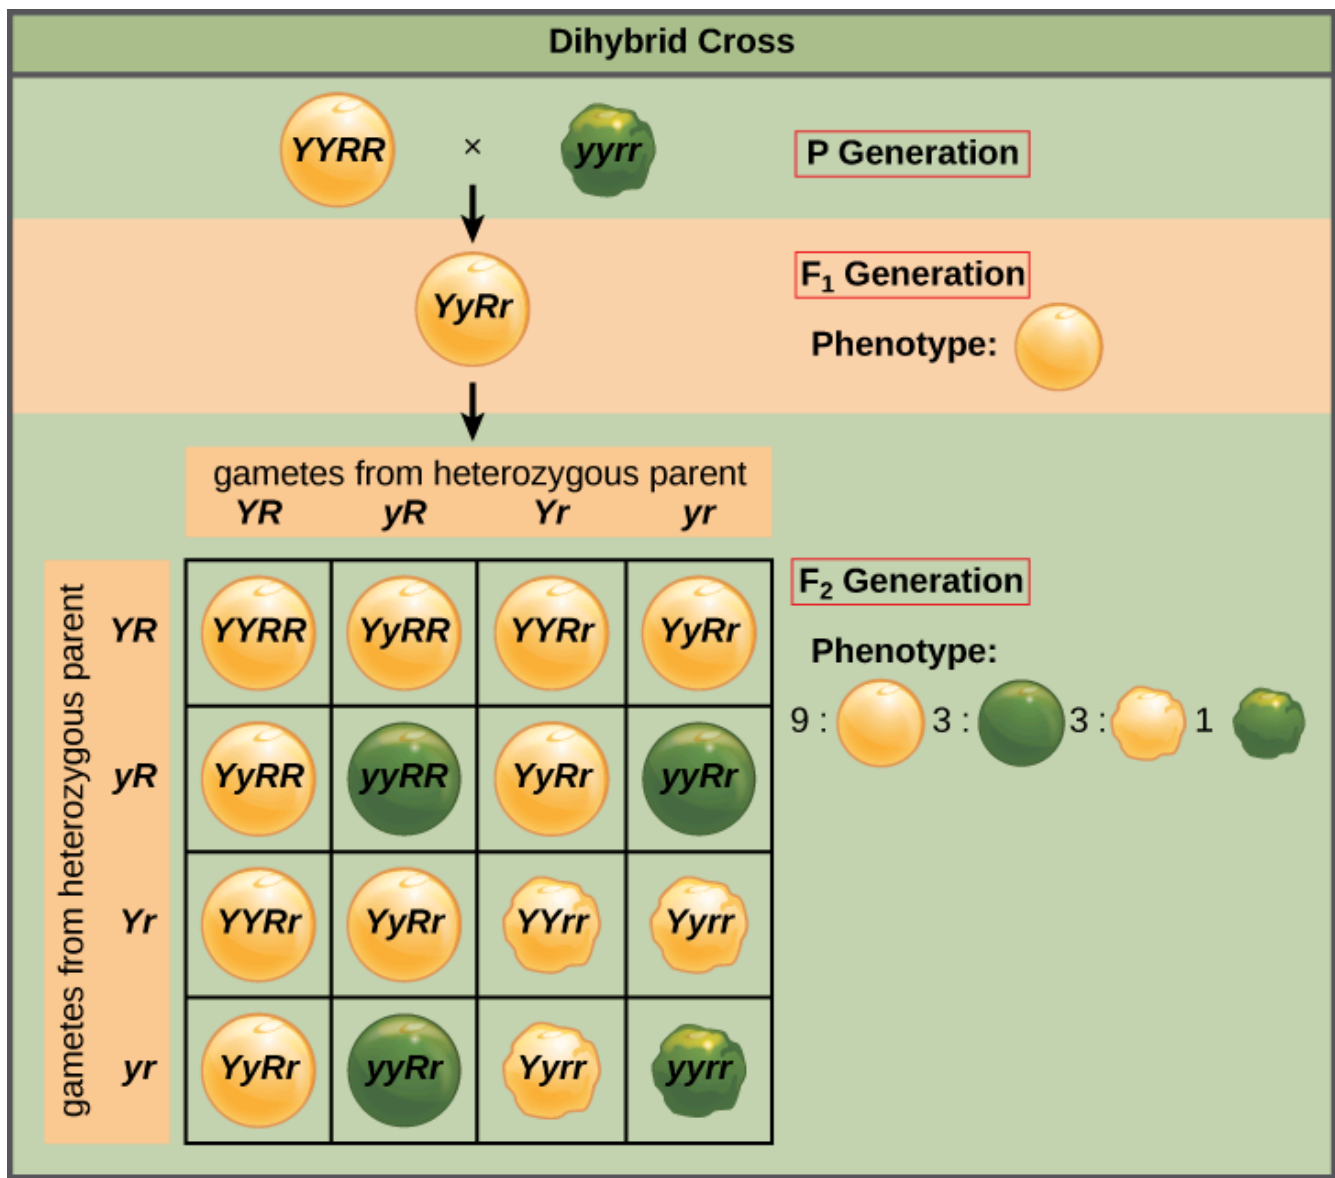 Dihybrid Cross
YYRR × yyrr P Generation
F₁ Generation
YyRr
Phenotype:
gametes from heterozygous parent
YR yR Yr yr
gametes from heterozygous parent
F₂ Generation
YR YYRR YyRR YYRr YyRr
Phenotype:
9 : 3 : 3 : 1
yR YyRR yyRR YyRr yyRr
Yr YYRr YyRr YYrr Yyrr
yr YyRr yyRr Yyrr yyrr